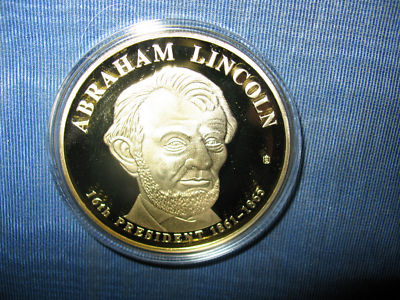 ABRAHAM LINCOLN
16th PRESIDENT 1861-1865